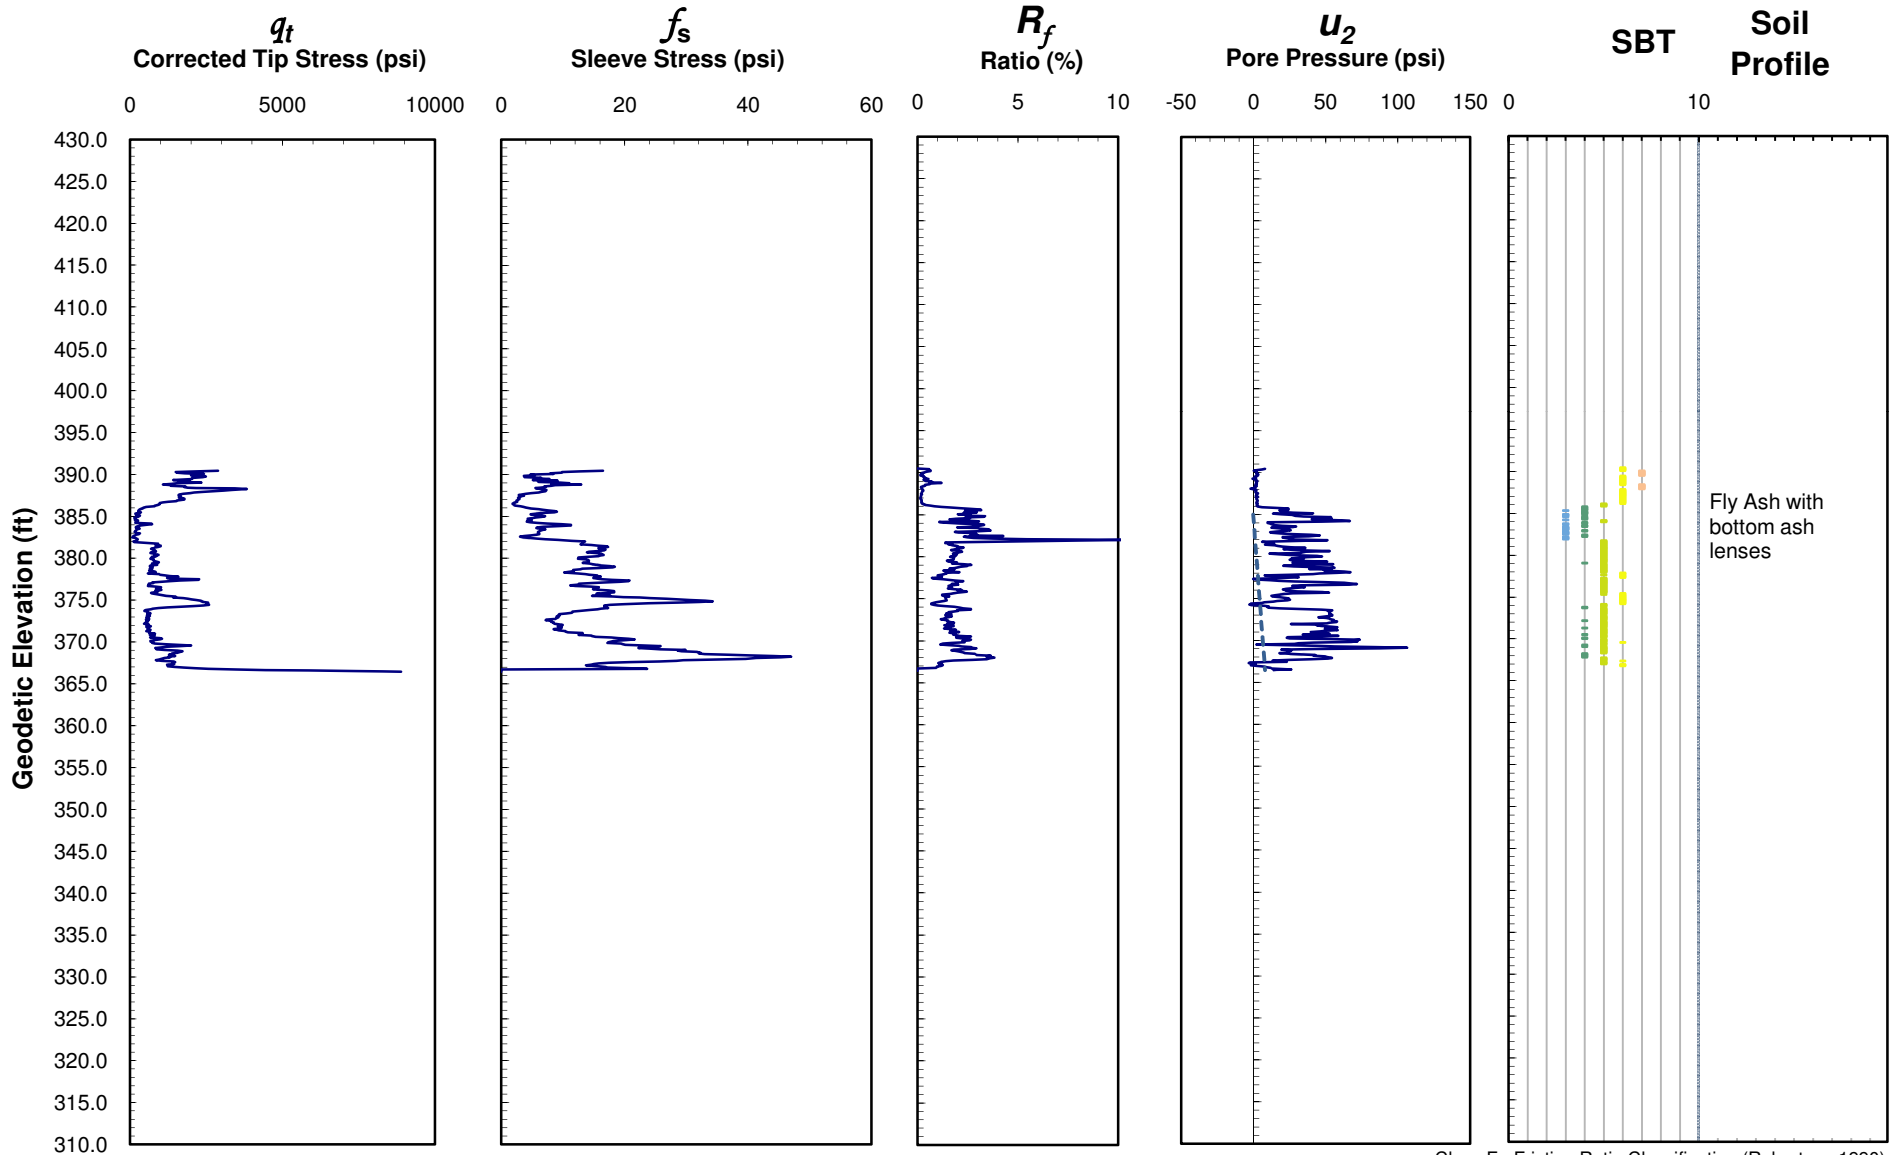 qt
Corrected Tip Stress (psi)
fs
Sleeve Stress (psi)
Rf
Ratio (%)
u2
Pore Pressure (psi)
SBT
Soil
Profile
0 5000 10000
0 20 40 60
0 5 10
-50 0 50 100 150
0 10
Geodetic Elevation (ft)
430.0
425.0
420.0
415.0
410.0
405.0
400.0
395.0
390.0
385.0
380.0
375.0
370.0
365.0
360.0
355.0
350.0
345.0
340.0
335.0
330.0
325.0
320.0
315.0
310.0
Fly Ash with
bottom ash
lenses